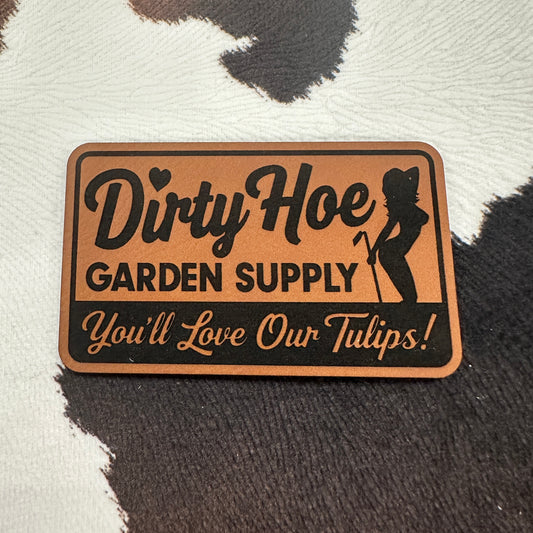 Dirty Hoe
GARDEN SUPPLY
You'll Love Our Tulips!